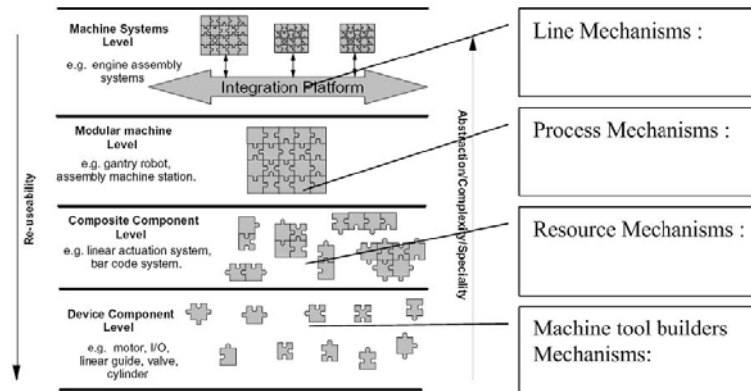 Machine Systems
Level
e.g. engine assembly
systems
Integration Platform
Modular machine
Level
e.g. gantry robot,
assembly machine station.
Composite Component
Level
e.g. linear actuation system,
bar code system.
Device Component
Level
e.g. motor, I/O,
linear guide, valve,
cylinder
Re-useability
Abstraction/Complexity/Speciality
Line Mechanisms :
Process Mechanisms :
Resource Mechanisms :
Machine tool builders
Mechanisms: